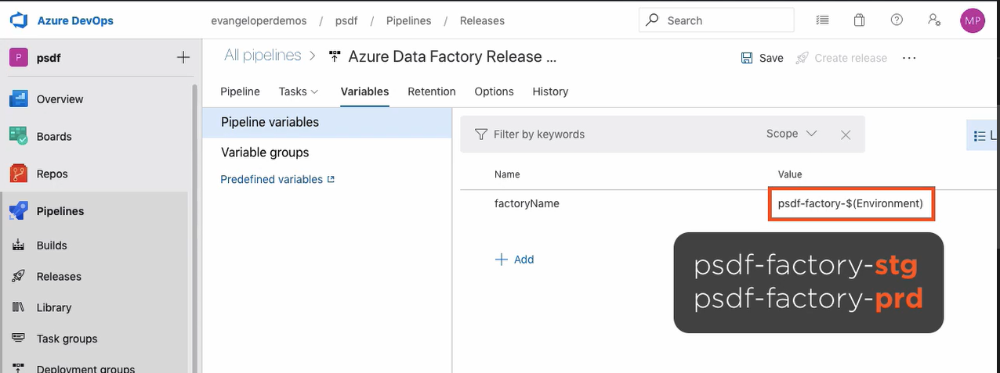 Azure DevOps
evangeloperdemos / psdf / Pipelines / Releases
Search
MP
P psdf
All pipelines > Azure Data Factory Release ...
Save
Create release
Overview
Boards
Repos
Pipelines
Builds
Releases
Library
Task groups
Deployment groups
Pipeline
Tasks
Variables
Retention
Options
History
Pipeline variables
Variable groups
Predefined variables
Filter by keywords
Scope
L
Name Value
factoryName psdf-factory-$(Environment)
Add
psdf-factory-stg
psdf-factory-prd